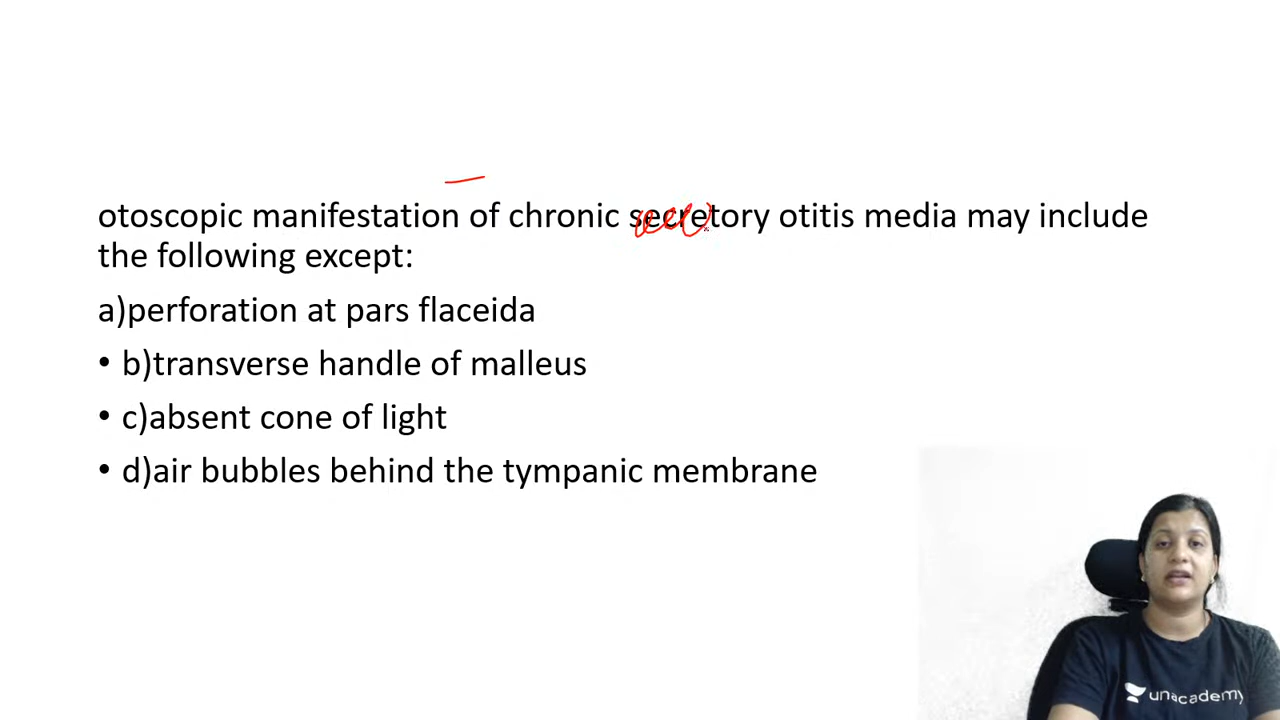 otoscopic manifestation of chronic secretory otitis media may include
the following except:
a)perforation at pars flaceida
• b)transverse handle of malleus
• c)absent cone of light
• d)air bubbles behind the tympanic membrane
unacademy